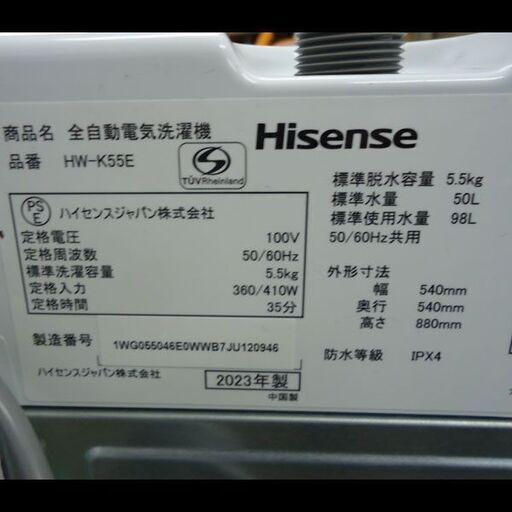 商品名 全自動電気洗濯機
Hisense
品番 HW-K55E
TÜVRheinland
PS
E
ハイセンスジャパン株式会社
定格電圧 100V
定格周波数 50/60Hz
標準洗濯容量 5.5kg
定格入力 360/410W
定格時間 35分
製造番号 1WG055046E0WWB7JU120946
ハイセンスジャパン株式会社 2023年製
中国製
標準脱水容量 5.5kg
標準水量 50L
標準使用水量 98L
50/60Hz共用
外形寸法
幅 540mm
奥行 540mm
高さ 880mm
防水等級 IPX4